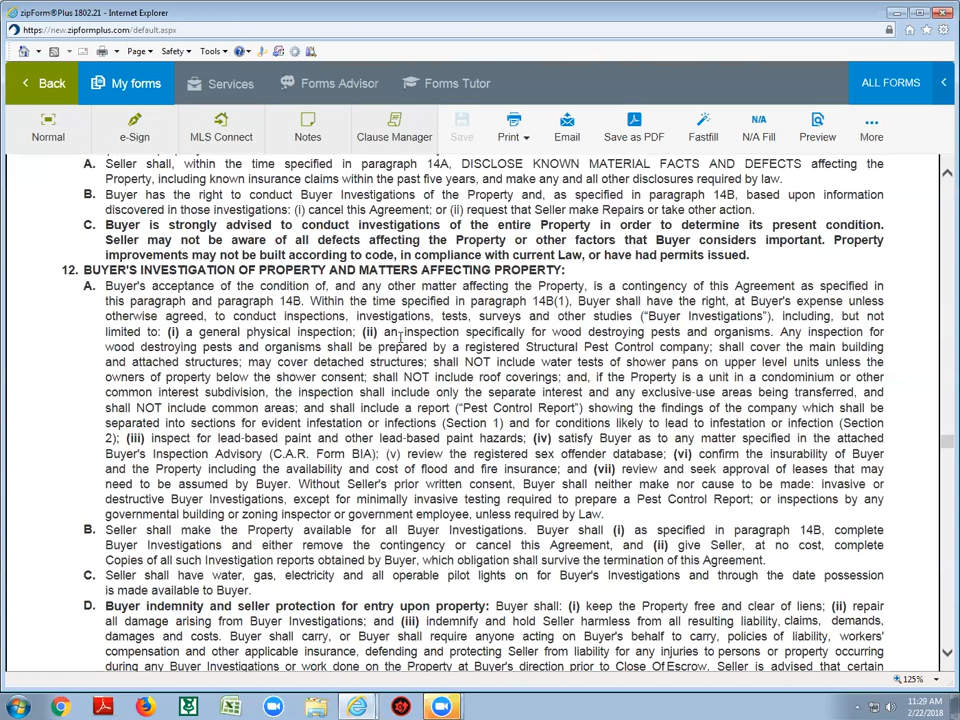 zipForm®Plus 1802.21 - Internet Explorer
https://new.zipformplus.com/default.aspx
Page Safety Tools
Back My forms Services Forms Advisor Forms Tutor ALL FORMS
Normal e-Sign MLS Connect Notes Clause Manager Save Print Email Save as PDF Fastfill N/A N/A Fill Preview More
A. Seller shall, within the time specified in paragraph 14A, DISCLOSE KNOWN MATERIAL FACTS AND DEFECTS affecting the
Property, including known insurance claims within the past five years, and make any and all other disclosures required by law.
B. Buyer has the right to conduct Buyer Investigations of the Property and, as specified in paragraph 14B, based upon information
discovered in those investigations: (i) cancel this Agreement; or (ii) request that Seller make Repairs or take other action.
C. Buyer is strongly advised to conduct investigations of the entire Property in order to determine its present condition.
Seller may not be aware of all defects affecting the Property or other factors that Buyer considers important. Property
improvements may not be built according to code, in compliance with current Law, or have had permits issued.
12. BUYER'S INVESTIGATION OF PROPERTY AND MATTERS AFFECTING PROPERTY:
A. Buyer's acceptance of the condition of, and any other matter affecting the Property, is a contingency of this Agreement as specified in
this paragraph and paragraph 14B. Within the time specified in paragraph 14B(1), Buyer shall have the right, at Buyer's expense unless
otherwise agreed, to conduct inspections, investigations, tests, surveys and other studies (“Buyer Investigations”), including, but not
limited to: (i) a general physical inspection; (ii) an inspection specifically for wood destroying pests and organisms. Any inspection for
wood destroying pests and organisms shall be prepared by a registered Structural Pest Control company; shall cover the main building
and attached structures; may cover detached structures; shall NOT include water tests of shower pans on upper level units unless the
owners of property below the shower consent; shall NOT include roof coverings; and, if the Property is a unit in a condominium or other
common interest subdivision, the inspection shall include only the separate interest and any exclusive-use areas being transferred, and
shall NOT include common areas; and shall include a report (“Pest Control Report”) showing the findings of the company which shall be
separated into sections for evident infestation or infections (Section 1) and for conditions likely to lead to infestation or infection (Section
2); (iii) inspect for lead-based paint and other lead-based paint hazards; (iv) satisfy Buyer as to any matter specified in the attached
Buyer's Inspection Advisory (C.A.R. Form BIA); (v) review the registered sex offender database; (vi) confirm the insurability of Buyer
and the Property including the availability and cost of flood and fire insurance; and (vii) review and seek approval of leases that may
need to be assumed by Buyer. Without Seller's prior written consent, Buyer shall neither make nor cause to be made: invasive or
destructive Buyer Investigations, except for minimally invasive testing required to prepare a Pest Control Report; or inspections by any
governmental building or zoning inspector or government employee, unless required by Law.
B. Seller shall make the Property available for all Buyer Investigations. Buyer shall (i) as specified in paragraph 14B, complete
Buyer Investigations and either remove the contingency or cancel this Agreement, and (ii) give Seller, at no cost, complete
Copies of all such Investigation reports obtained by Buyer, which obligation shall survive the termination of this Agreement.
C. Seller shall have water, gas, electricity and all operable pilot lights on for Buyer's Investigations and through the date possession
is made available to Buyer.
D. Buyer indemnity and seller protection for entry upon property: Buyer shall: (i) keep the Property free and clear of liens; (ii) repair
all damage arising from Buyer Investigations; and (iii) indemnify and hold Seller harmless from all resulting liability, claims, demands,
damages and costs. Buyer shall carry, or Buyer shall require anyone acting on Buyer's behalf to carry, policies of liability, workers'
compensation and other applicable insurance, defending and protecting Seller from liability for any injuries to persons or property occurring
during any Buyer Investigations or work done on the Property at Buyer's direction prior to Close Of Escrow. Seller is advised that certain
125%
11:29 AM
2/22/2018